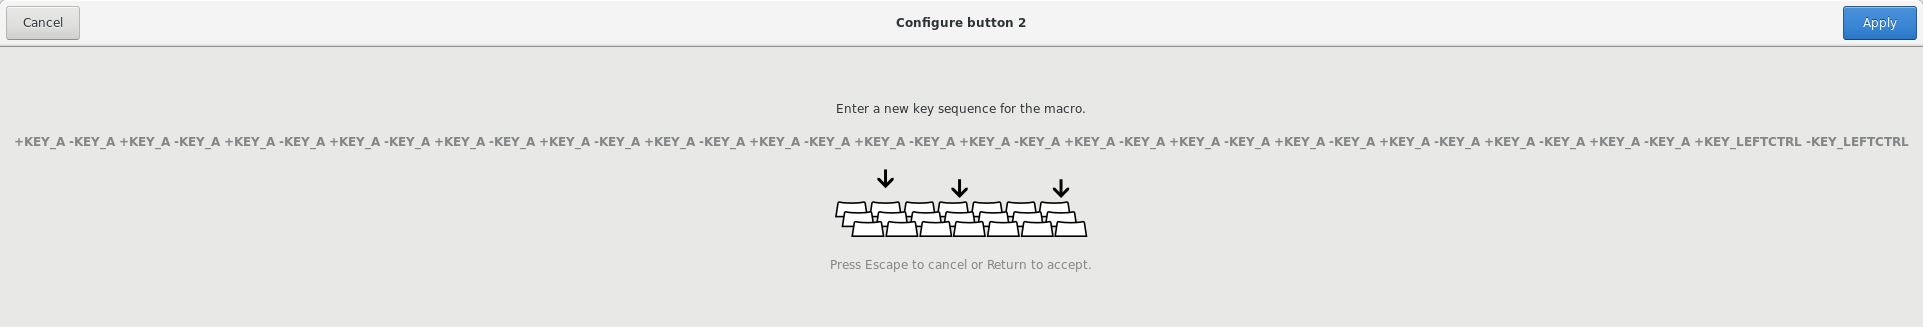 Cancel
Configure button 2
Apply
Enter a new key sequence for the macro.
+KEY_A -KEY_A +KEY_A -KEY_A +KEY_A -KEY_A +KEY_A -KEY_A +KEY_A -KEY_A +KEY_A -KEY_A +KEY_A -KEY_A +KEY_A -KEY_A +KEY_A -KEY_A +KEY_A -KEY_A +KEY_A -KEY_A +KEY_A -KEY_A +KEY_A -KEY_A +KEY_A -KEY_A +KEY_A -KEY_A +KEY_A -KEY_A +KEY_LEFTCTRL -KEY_LEFTCTRL
Press Escape to cancel or Return to accept.